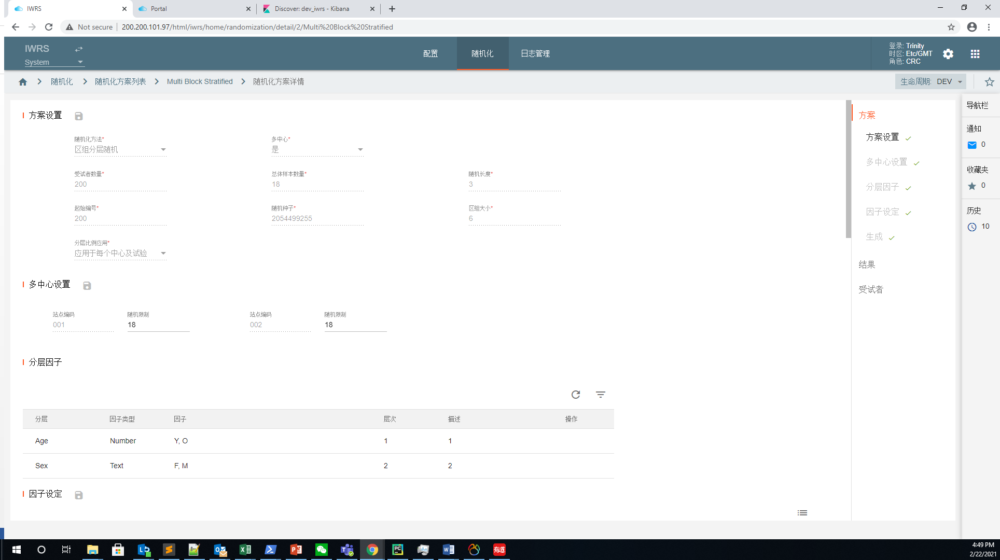 IWRS
Portal
Discover: dev_iwrs - Kibana
Not secure
200.200.101.97/html/iwrs/home/randomization/detail/2/Multi%20Block%20Stratified
IWRS
System
配置
随机化
日志管理
登录: Trinity
时区: Etc/GMT
角色: CRC
随机化
随机化方案列表
Multi Block Stratified
随机化方案详情
生命周期: DEV
方案设置
随机化方法*
区组分层随机
多中心*
是
受试者数量*
200
总体样本数量*
18
随机长度*
3
起始编号*
200
随机种子*
2054499255
区组大小*
6
分层比例应用*
应用于每个中心及试验
多中心设置
站点编码
001
随机限制
18
站点编码
002
随机限制
18
分层因子
分层 因子类型 因子 层次 描述 操作
Age Number Y, O 1 1
Sex Text F, M 2 2
因子设定
方案
方案设置
多中心设置
分层因子
因子设定
生成
结果
受试者
导航栏
通知
0
收藏夹
0
历史
10
有道
4:49 PM
2/22/2021